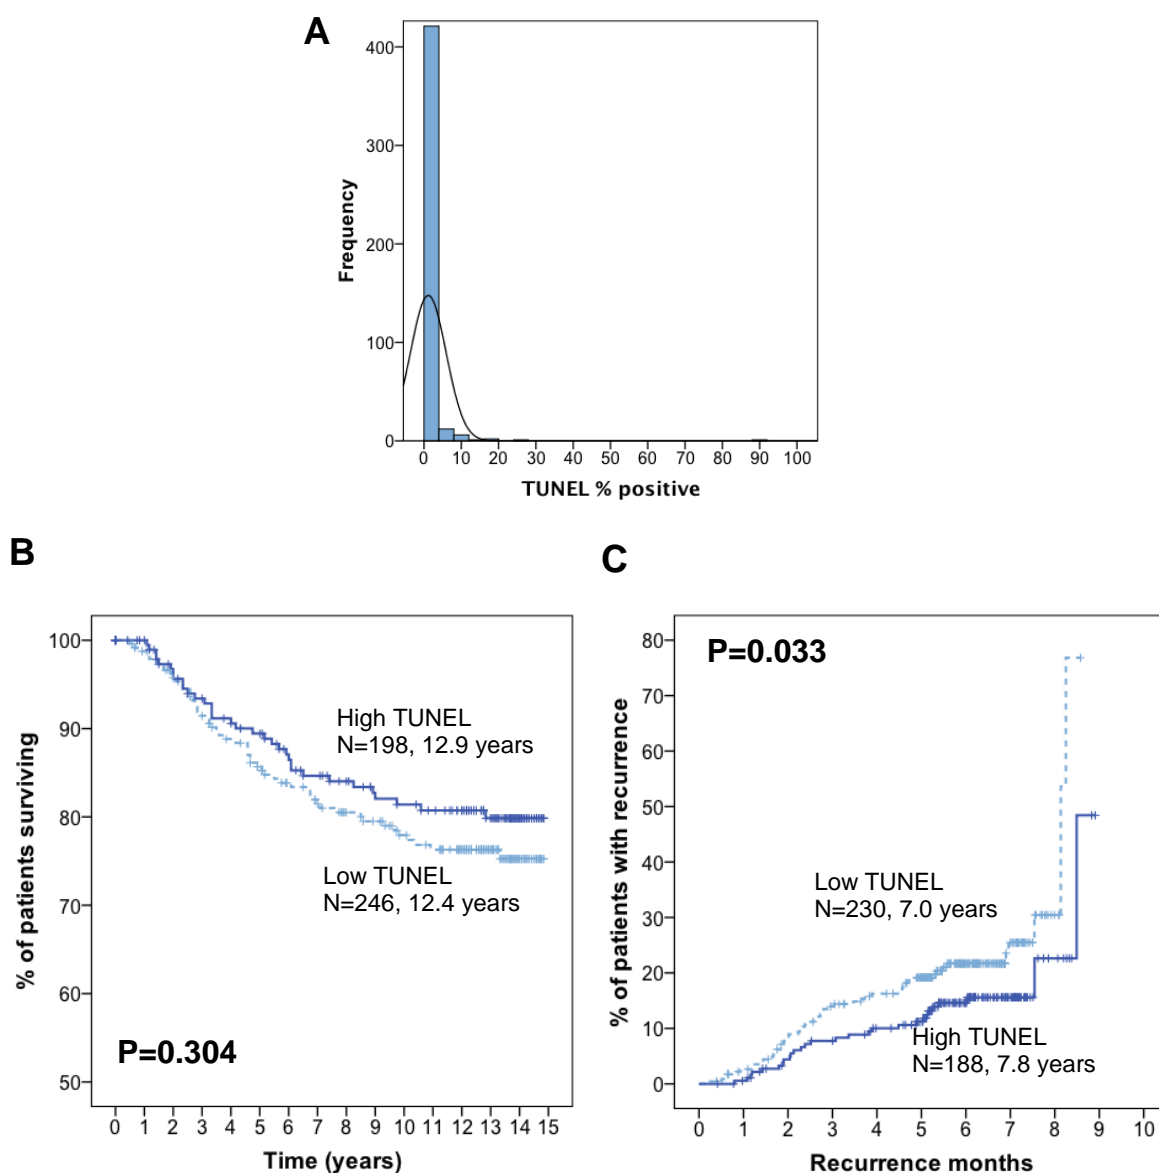 A
Frequency
400
300
200
100
0
0 10 20 30 40 50 60 70 80 90 100
TUNEL % positive
B
% of patients surviving
100
90
80
70
60
50
High TUNEL
N=198, 12.9 years
Low TUNEL
N=246, 12.4 years
P=0.304
0 1 2 3 4 5 6 7 8 9 10 11 12 13 14 15
Time (years)
C
% of patients with recurrence
80
70
60
50
40
30
20
10
0
P=0.033
Low TUNEL
N=230, 7.0 years
High TUNEL
N=188, 7.8 years
0 1 2 3 4 5 6 7 8 9 10
Recurrence months